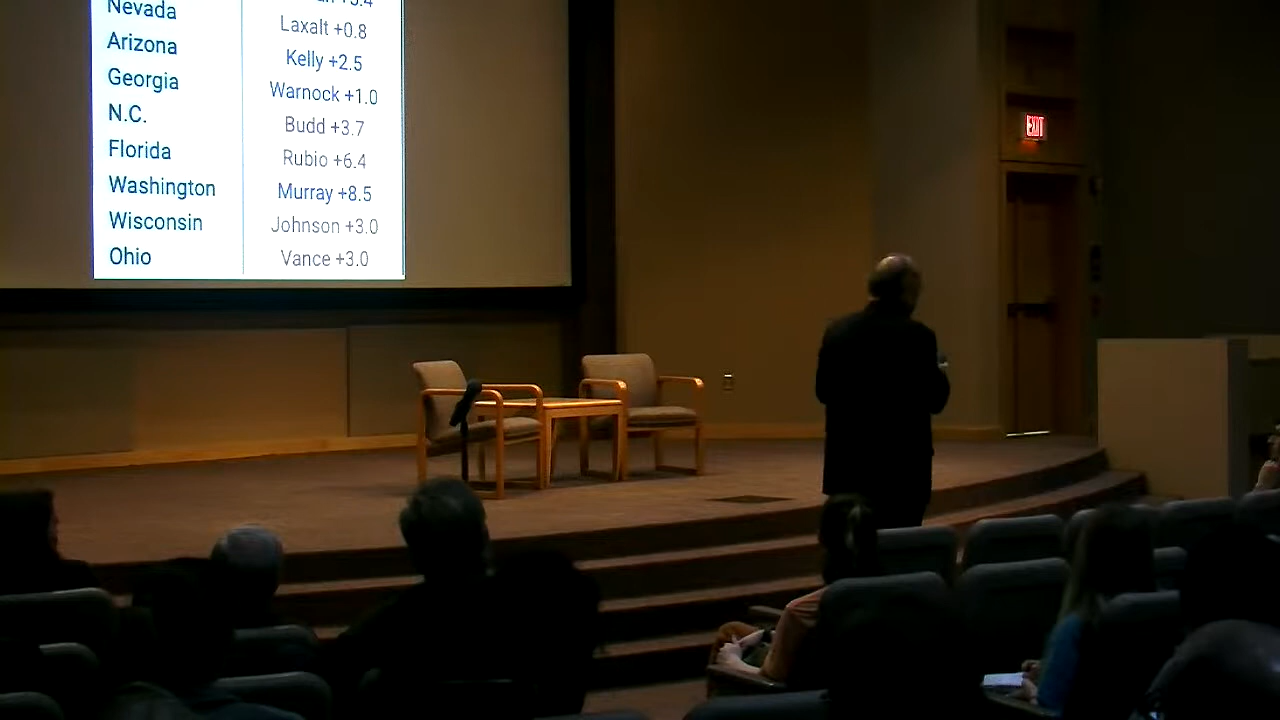 Nevada Laxalt +0.8
Arizona Kelly +2.5
Georgia Warnock +1.0
N.C. Budd +3.7
Florida Rubio +6.4
Washington Murray +8.5
Wisconsin Johnson +3.0
Ohio Vance +3.0
EXIT